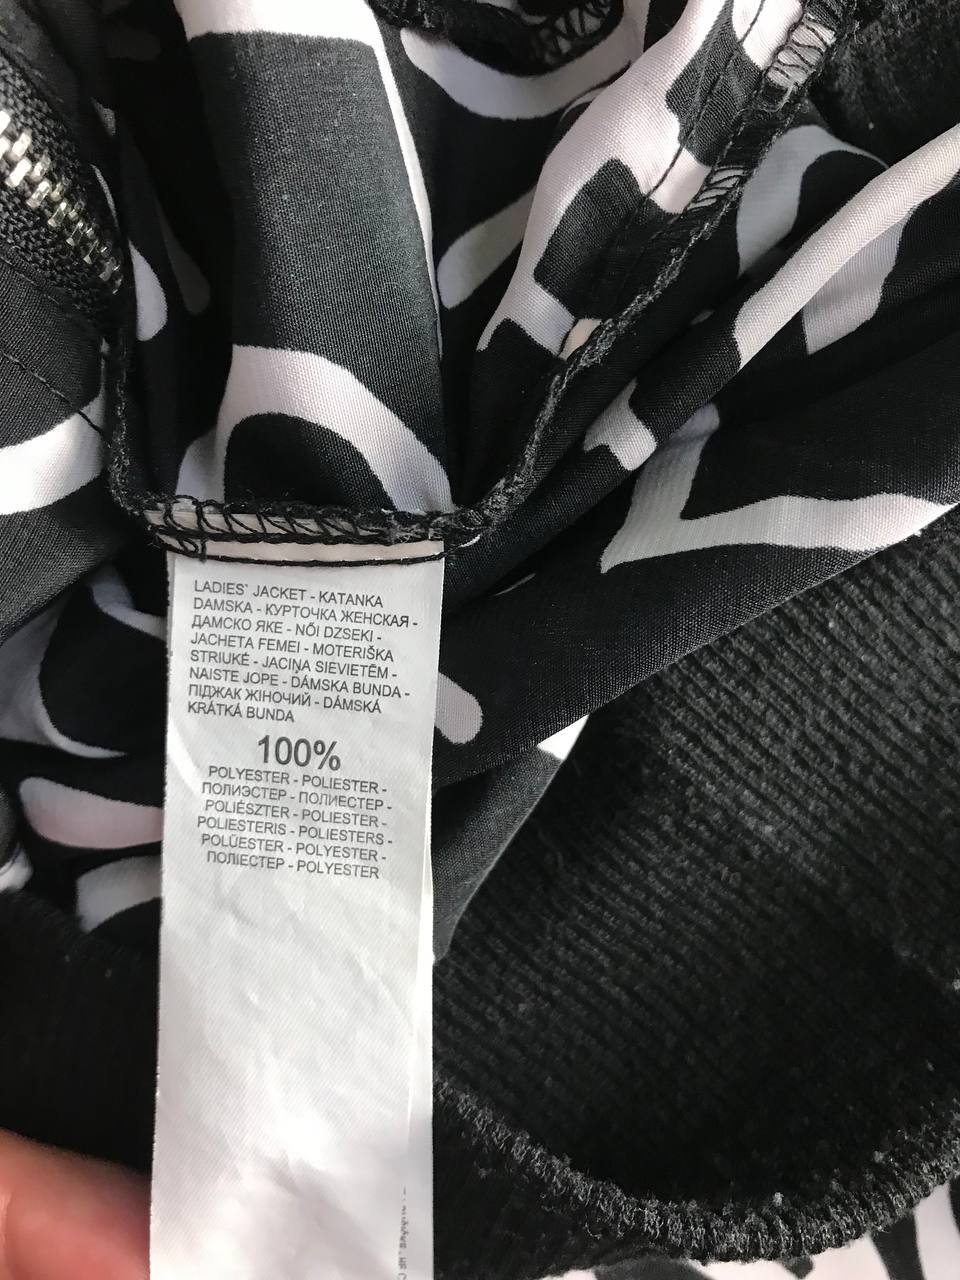 LADIES` JACKET - KATANKA
DAMSKA - КУРТОЧКА ЖЕНСКАЯ -
ДАМСКО ЯКЕ - NŐI DZSEKI -
JACHETA FEMEI - MOTERIŠKA
STRIUKĖ - JACIŅA SIEVIETĒM -
NAISTE JOPE - DÁMSKA BUNDA -
ПІДЖАК ЖІНОЧИЙ - DÁMSKÁ
KRÁTKÁ BUNDA
100%
POLYESTER - POLIESTER -
ПОЛИЭСТЕР - ПОЛИЕСТЕР -
POLIÉSZTER - POLIESTER -
POLIESTERIS - POLIESTERS -
POLÜESTER - POLYESTER -
ПОЛІЕСТЕР - POLYESTER